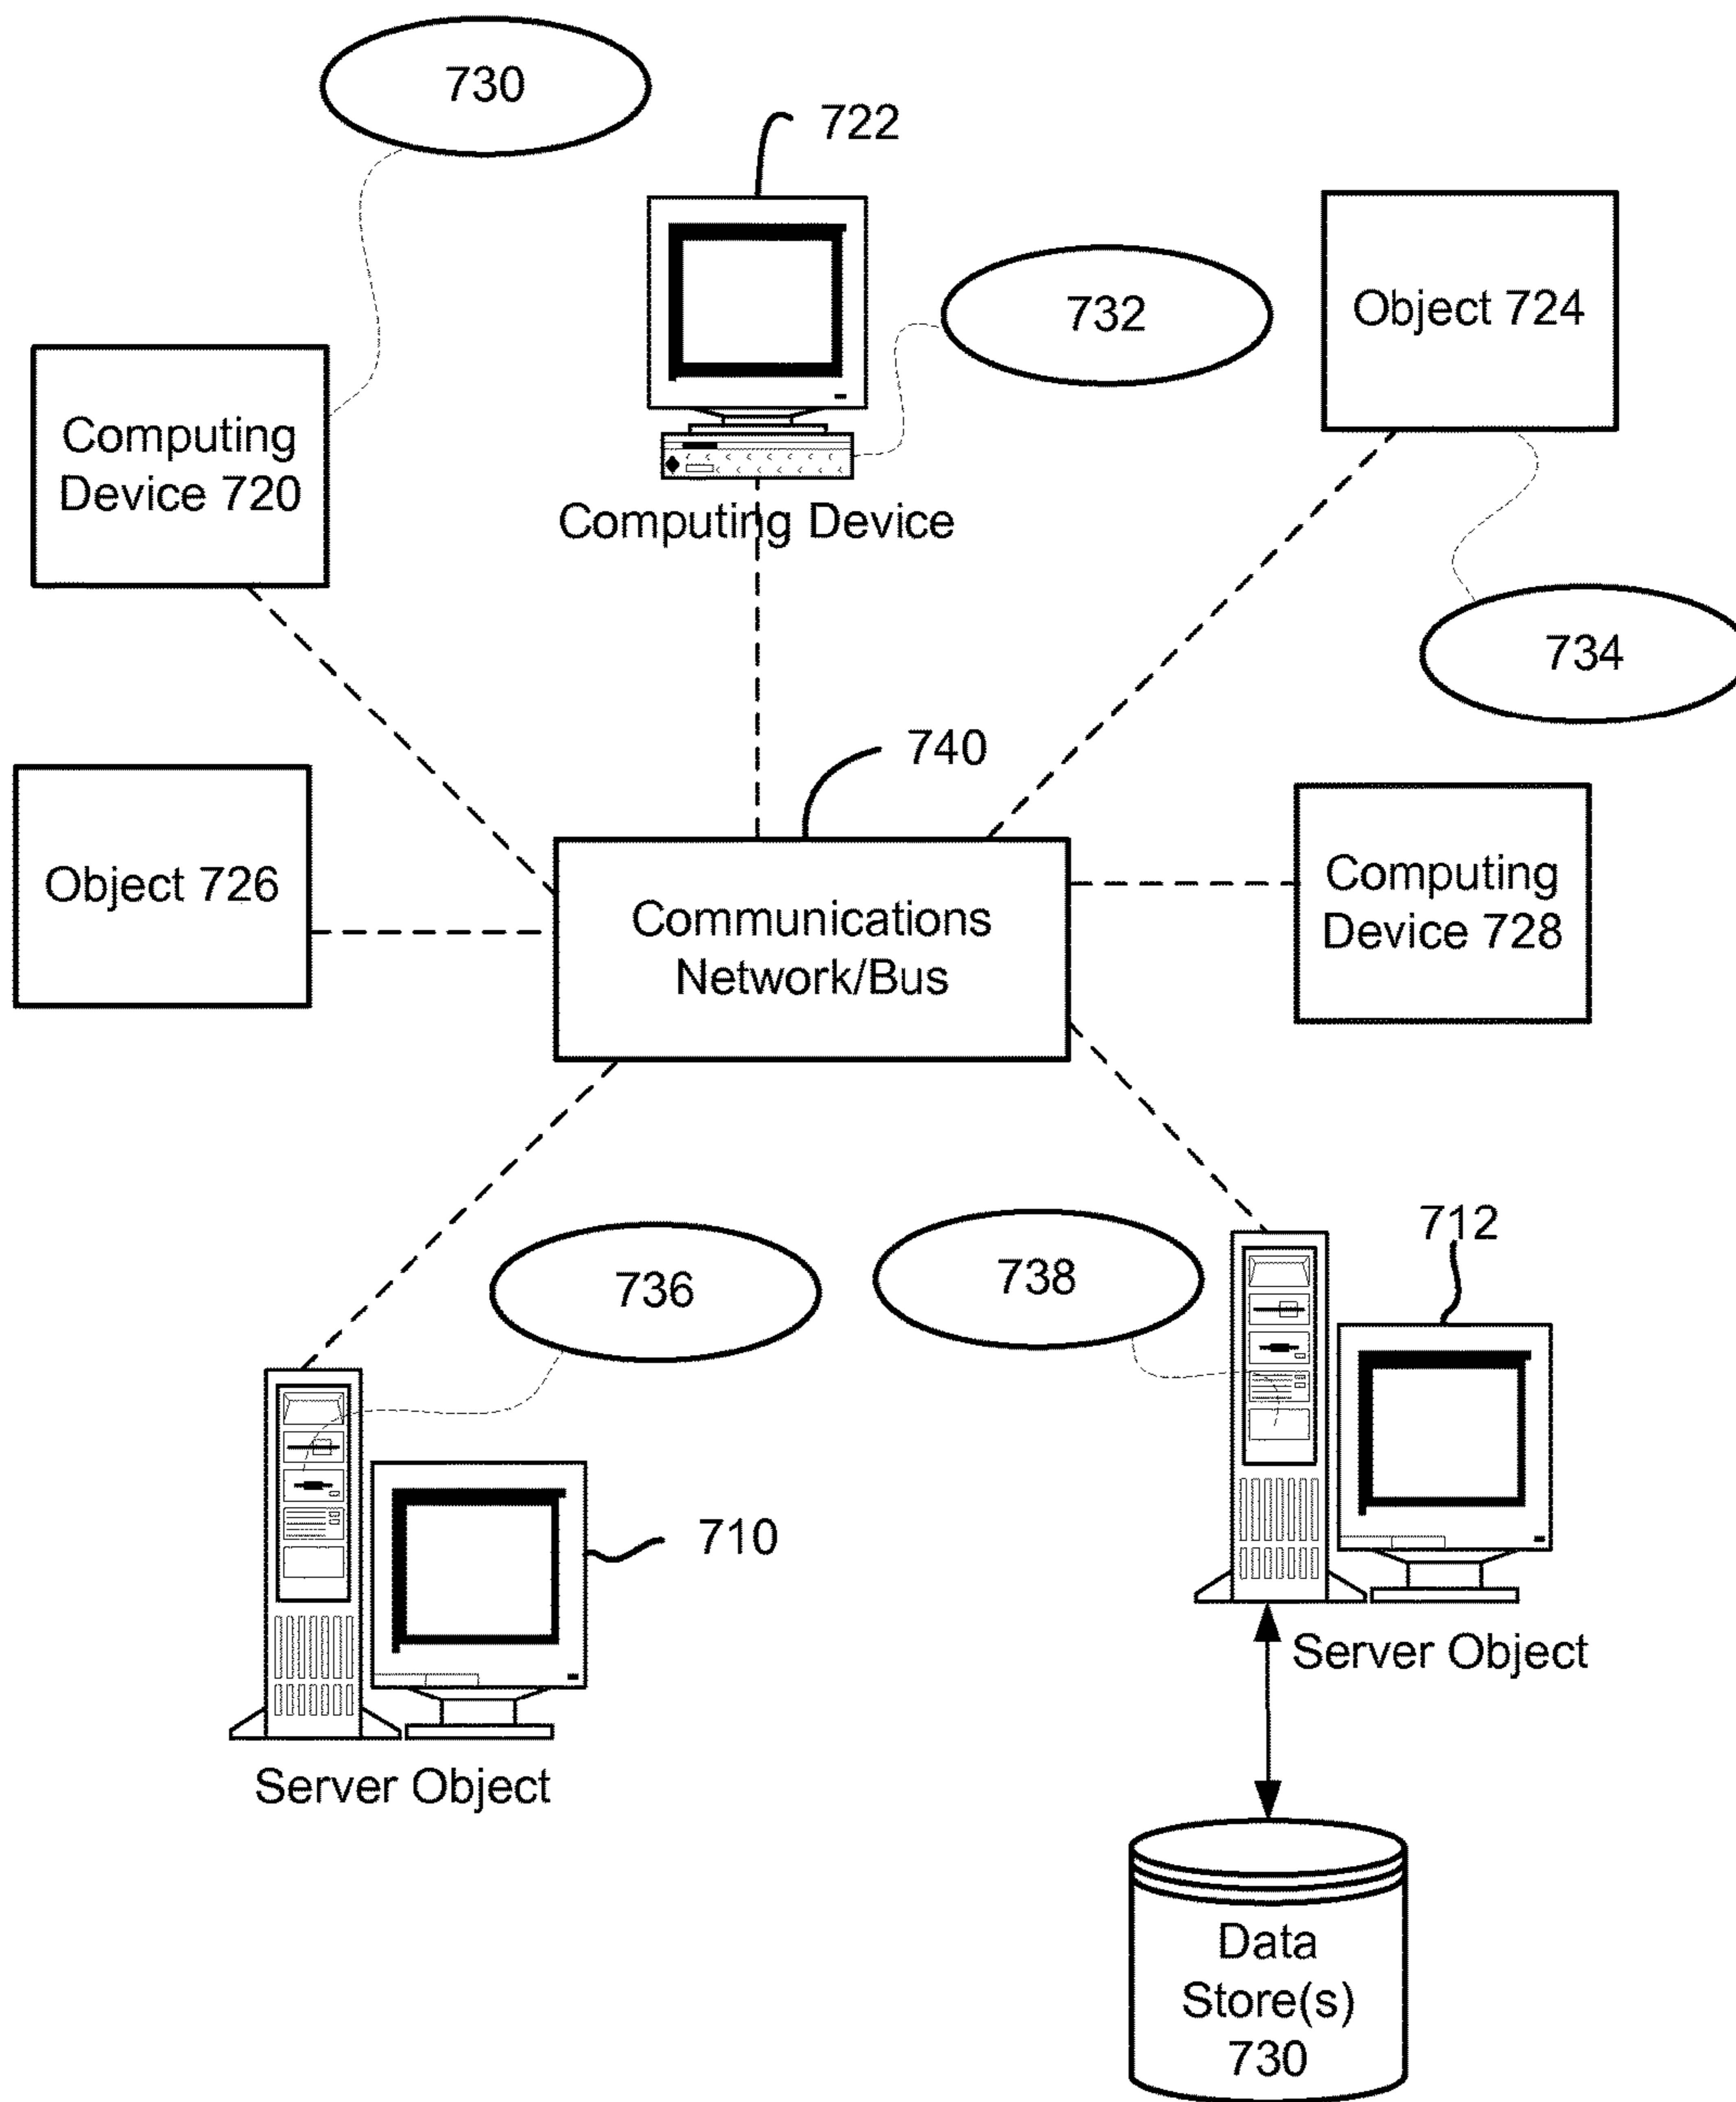 730
722
732
Object 724
Computing
Device 720
Computing Device
734
740
Object 726
Communications
Network/Bus
Computing
Device 728
736
738
712
710
Server Object
Server Object
Data
Store(s)
730